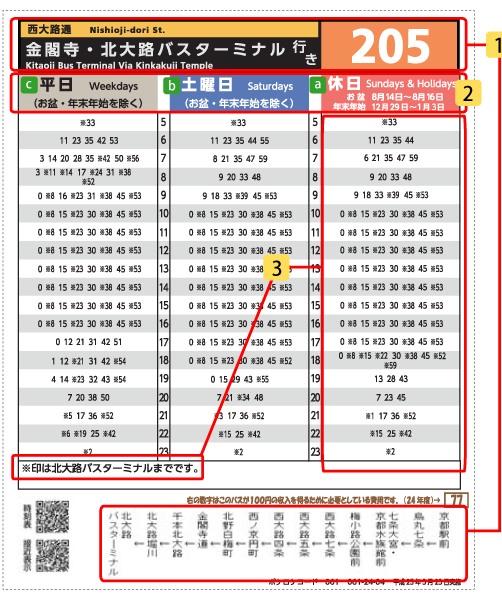 西大路通 Nishioji-dori St.
金閣寺・北大路バスターミナル行き
Kitaoji Bus Terminal Via Kinkakuji Temple
205
1
c 平日 Weekdays
(お盆・年末年始を除く)
b 土曜日 Saturdays
(お盆・年末年始を除く)
a 休日 Sundays & Holidays
お盆 8月14日～8月16日
年末年始 12月29日～1月3日
2
※33 5 ※33 5 ※33
11 23 35 42 53 6 11 23 35 44 55 6 11 23 35 44
3 14 20 28 35 ※42 50 ※56 7 8 21 35 47 59 7 6 21 35 47 59
3 ※11 ※14 17 ※24 31 ※38 ※52 8 9 20 33 48 8 9 20 33 48
0 ※8 16 ※23 31 ※38 45 ※53 9 9 18 33 ※39 45 ※53 9 9 18 33 ※39 45 ※53
0 ※8 15 ※23 30 ※38 45 ※53 10 0 ※8 15 ※23 30 ※38 45 ※53 10 0 ※8 15 ※23 30 ※38 45 ※53
0 ※8 15 ※23 30 ※38 45 ※53 11 0 ※8 15 ※23 30 ※38 45 ※53 11 0 ※8 15 ※23 30 ※38 45 ※53
0 ※8 15 ※23 30 ※38 45 ※53 12 0 ※8 15 ※23 30 ※38 45 ※53 12 0 ※8 15 ※23 30 ※38 45 ※53
0 ※8 15 ※23 30 ※38 45 ※53 13 0 ※8 15 ※23 30 ※38 3 13 0 ※8 15 ※23 30 ※38 45 ※53
0 ※8 15 ※23 30 ※38 45 ※53 14 0 ※8 15 ※23 30 ※38 45 ※53 14 0 ※8 15 ※23 30 ※38 45 ※53
0 ※8 15 ※23 30 ※38 45 ※53 15 0 ※8 15 ※23 30 ※38 45 ※53 15 0 ※8 15 ※23 30 ※38 45 ※53
0 ※8 15 ※23 30 ※38 45 ※53 16 0 ※8 15 ※23 30 ※38 45 ※53 16 0 ※8 15 ※23 30 ※38 45 ※53
0 12 21 31 42 51 17 0 ※8 15 ※23 30 ※38 45 ※53 17 0 ※8 15 ※23 30 ※38 45 ※53
1 12 ※21 31 42 ※54 18 0 ※8 15 ※23 30 ※38 45 ※52 18 0 ※8 ※15 ※22 30 ※38 45 ※52 ※59
4 14 ※23 32 43 ※54 19 0 15 29 43 ※55 19 13 28 43
7 20 38 50 20 7 21 ※34 48 20 7 23 45
※5 17 36 ※52 21 ※3 17 36 ※52 21 ※1 17 36 ※52
※6 ※19 25 ※42 22 ※15 25 ※42 22 ※15 25 ※42
※2 23 ※2 23 ※2
※印は北大路バスターミナルまでです。
右の数字はこのバスが100円の収入を得るために必要としている費用です。(24年度)→ 77
時刻表
接近表示
京都駅前
↑
烏丸七条
↑
七条大宮・京都水族館前
↑
梅小路公園前
↑
西大路七条
↑
西大路四条
↑
西ノ京円町
↑
北野白梅町
↑
金閣寺道
↑
千本北大路
↑
北大路堀川
↑
北大路バスターミナル